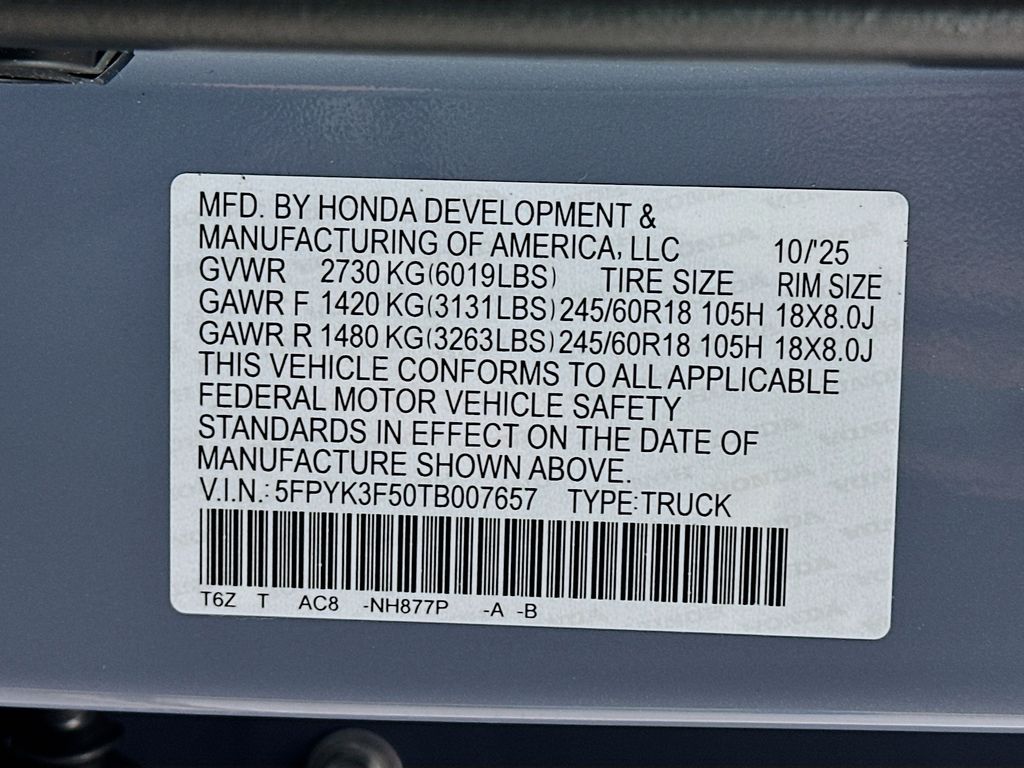 MFD. BY HONDA DEVELOPMENT &
MANUFACTURING OF AMERICA, LLC 10/'25
GVWR 2730 KG(6019LBS) TIRE SIZE RIM SIZE
GAWR F 1420 KG(3131LBS) 245/60R18 105H 18X8.0J
GAWR R 1480 KG(3263LBS) 245/60R18 105H 18X8.0J
THIS VEHICLE CONFORMS TO ALL APPLICABLE
FEDERAL MOTOR VEHICLE SAFETY
STANDARDS IN EFFECT ON THE DATE OF
MANUFACTURE SHOWN ABOVE.
V.I.N.: 5FPYK3F50TB007657 TYPE:TRUCK
T6Z T AC8 -NH877P -A -B